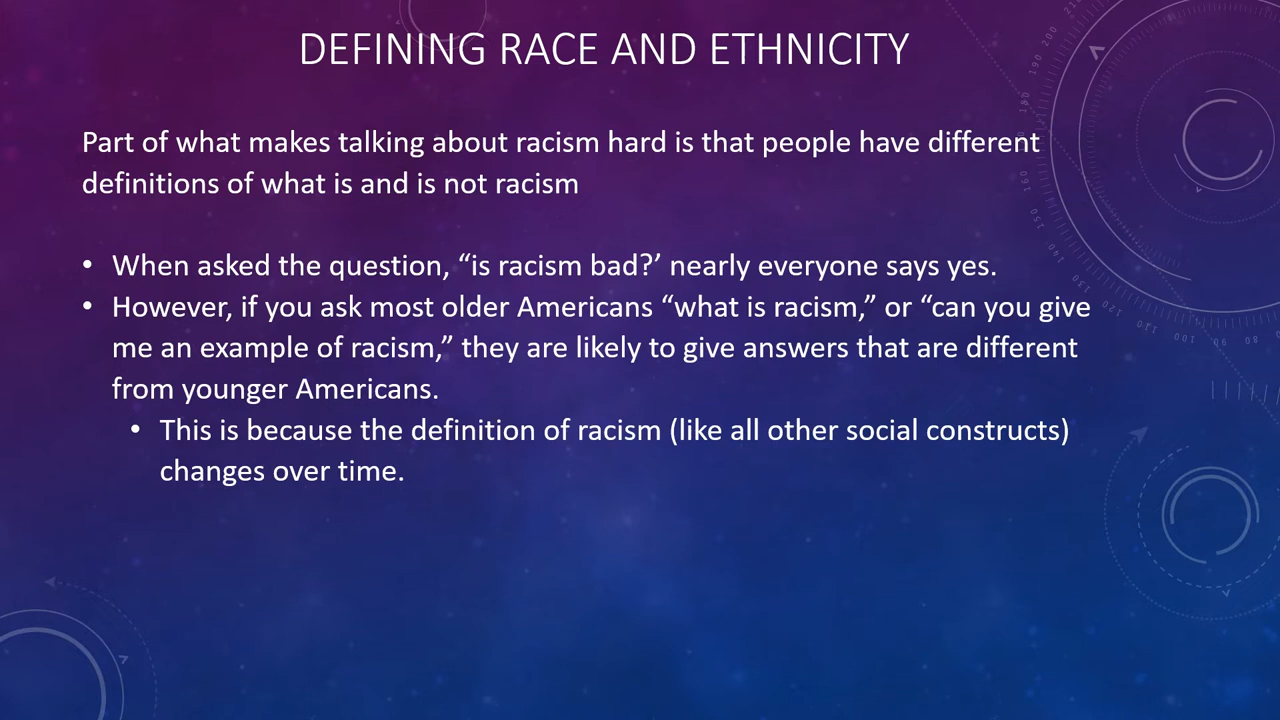 DEFINING RACE AND ETHNICITY
Part of what makes talking about racism hard is that people have different
definitions of what is and is not racism
• When asked the question, “is racism bad?’ nearly everyone says yes.
• However, if you ask most older Americans “what is racism,” or “can you give
me an example of racism,” they are likely to give answers that are different
from younger Americans.
• This is because the definition of racism (like all other social constructs)
changes over time.